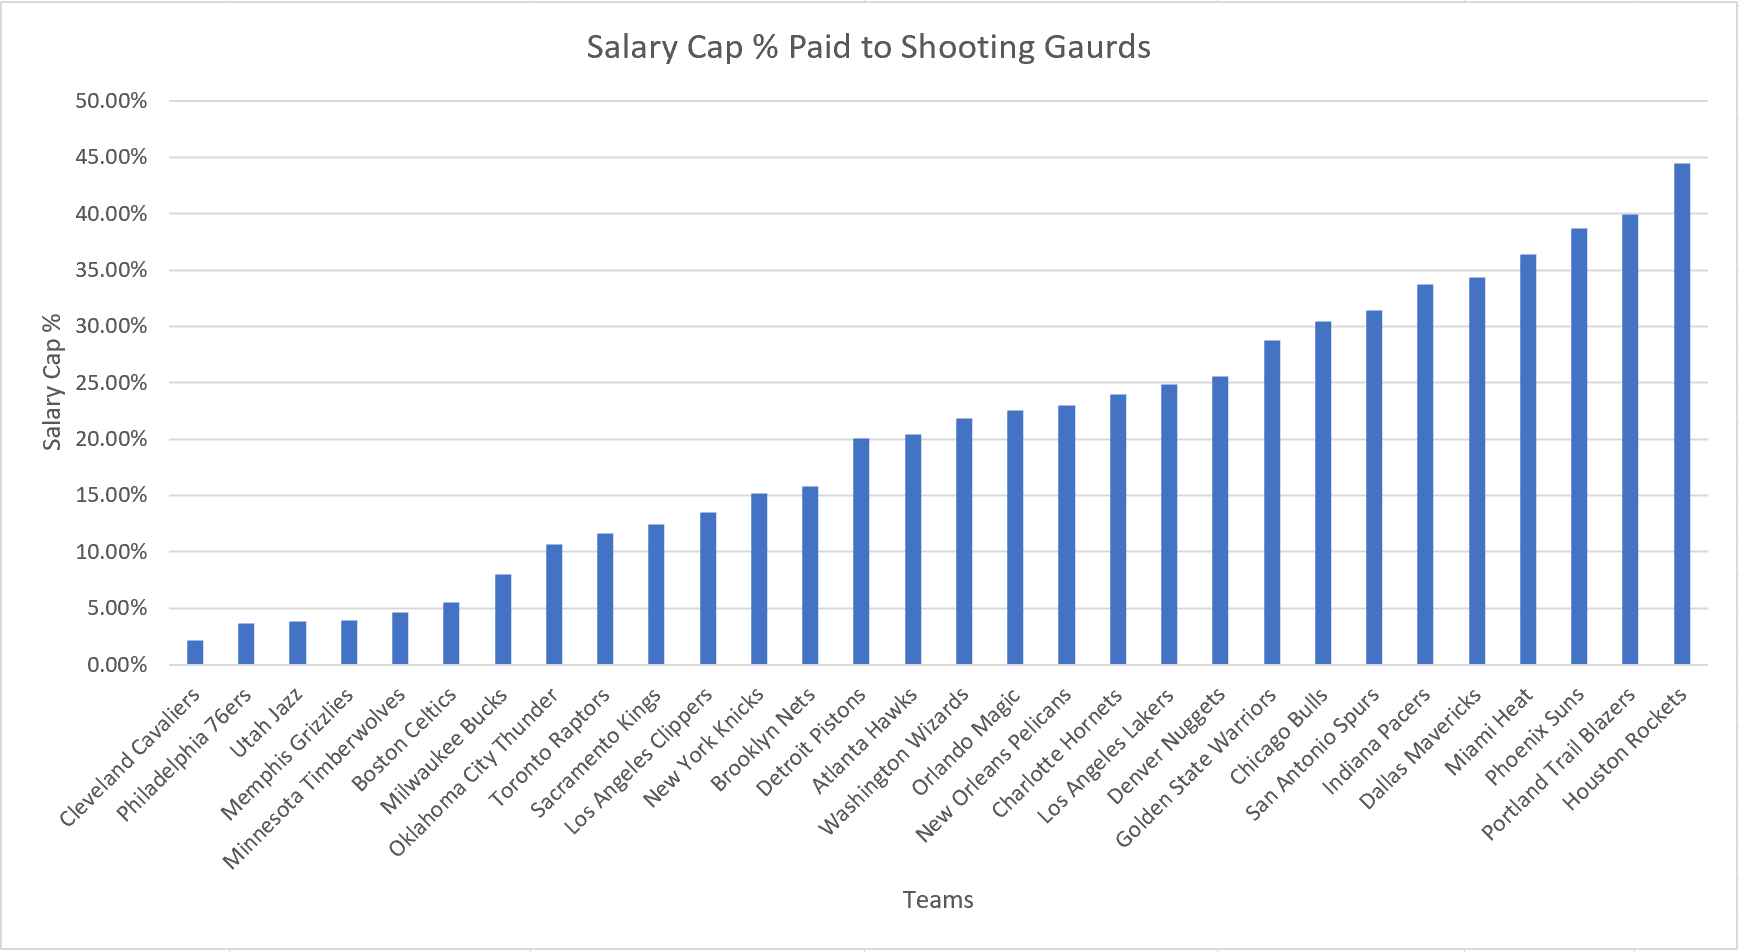 Salary Cap % Paid to Shooting Gaurds
50.00%
45.00%
40.00%
35.00%
30.00%
25.00%
20.00%
15.00%
10.00%
5.00%
0.00%
Salary Cap %
Cleveland Cavaliers
Philadelphia 76ers
Utah Jazz
Memphis Grizzlies
Minnesota Timberwolves
Boston Celtics
Milwaukee Bucks
Oklahoma City Thunder
Toronto Raptors
Sacramento Kings
Los Angeles Clippers
New York Knicks
Brooklyn Nets
Detroit Pistons
Atlanta Hawks
Washington Wizards
Orlando Magic
New Orleans Pelicans
Charlotte Hornets
Los Angeles Lakers
Denver Nuggets
Golden State Warriors
Chicago Bulls
San Antonio Spurs
Indiana Pacers
Dallas Mavericks
Miami Heat
Phoenix Suns
Portland Trail Blazers
Houston Rockets
Teams